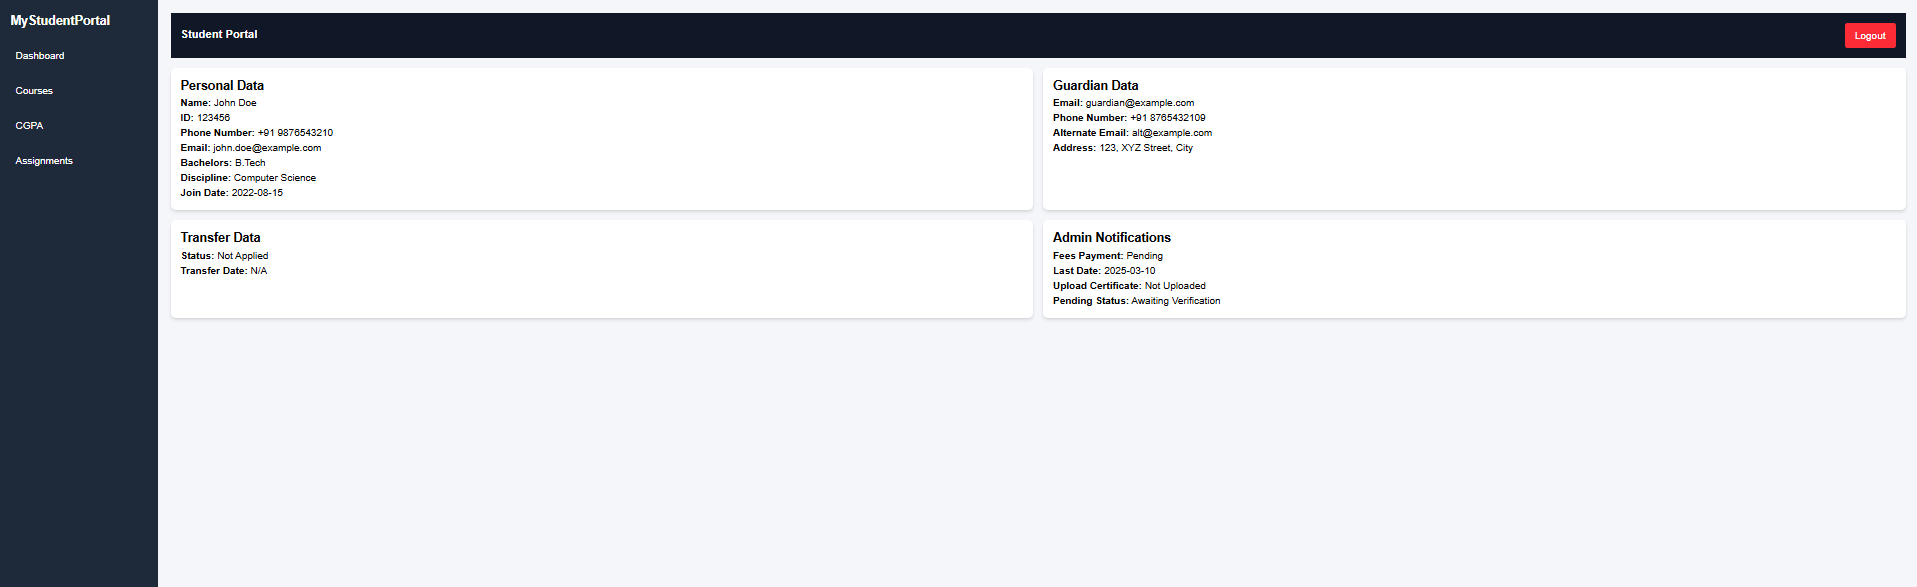 MyStudentPortal
Dashboard
Courses
CGPA
Assignments
Student Portal
Logout
Personal Data
Name: John Doe
ID: 123456
Phone Number: +91 9876543210
Email: john.doe@example.com
Bachelors: B.Tech
Discipline: Computer Science
Join Date: 2022-08-15
Guardian Data
Email: guardian@example.com
Phone Number: +91 8765432109
Alternate Email: alt@example.com
Address: 123, XYZ Street, City
Transfer Data
Status: Not Applied
Transfer Date: N/A
Admin Notifications
Fees Payment: Pending
Last Date: 2025-03-10
Upload Certificate: Not Uploaded
Pending Status: Awaiting Verification